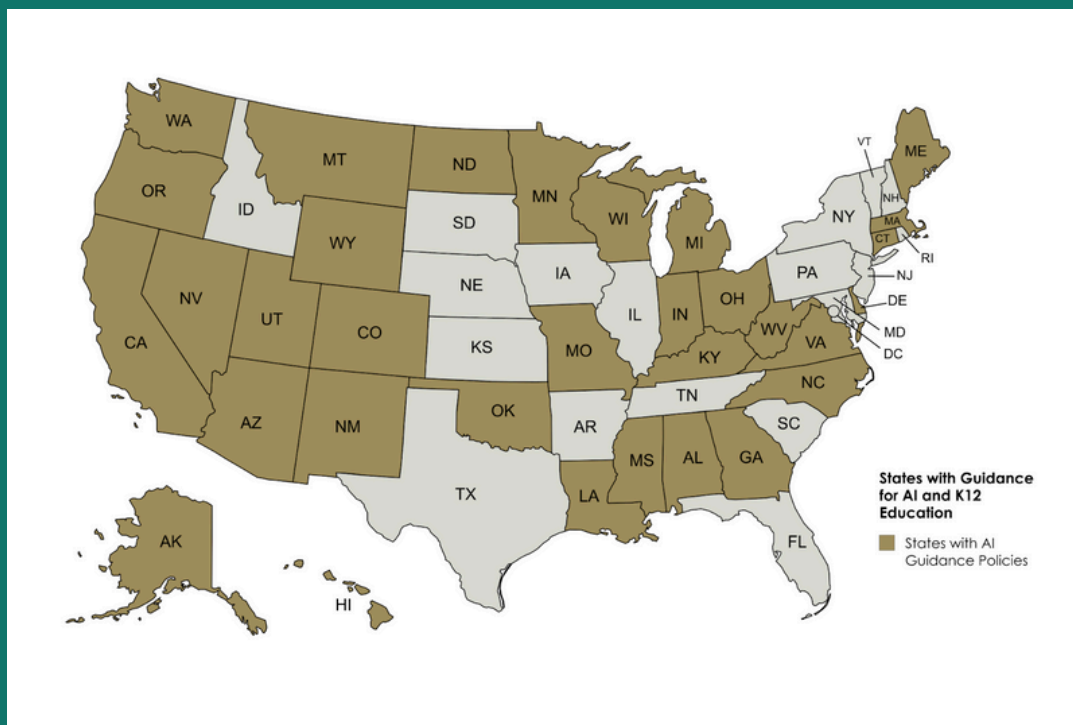 WA
MT
ND
MN
ME
VT
NH
OR
ID
SD
WI
MI
NY
MA
CT
RI
WY
IA
PA
NJ
NE
NV
UT
CO
IL
IN
OH
DE
MD
DC
CA
KS
MO
WV
VA
KY
NC
TN
AZ
NM
OK
AR
SC
MS
AL
GA
TX
LA
FL
AK
HI
States with Guidance
for AI and K12
Education
States with AI
Guidance Policies